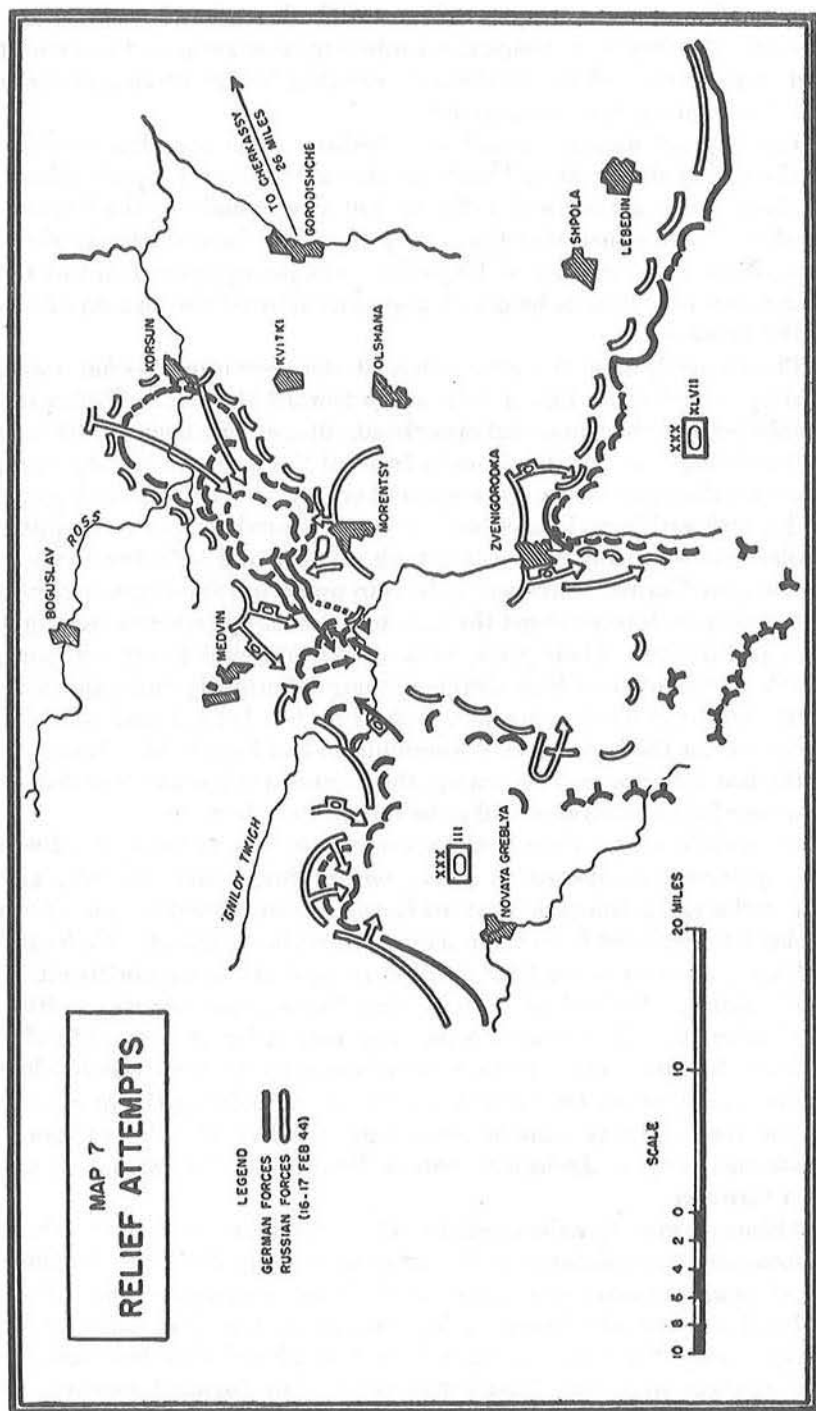 MAP 7
RELIEF ATTEMPTS
LEGEND
GERMAN FORCES
RUSSIAN FORCES
(16-17 FEB 44)
BOGUSLAV
ROSS
KORSUN
TO CHERKASSY
26 MILES
GORODISHCHE
MEDVIN
KVITKI
OLSHANA
MORENTSY
GNILOY TIKICH
SHPOLA
LEBEDIN
ZVENIGORODKA
XXX
III
XXX
XLVII
NOVAYA GREBLYA
SCALE
10 8 6 4 2 0 10 20 MILES